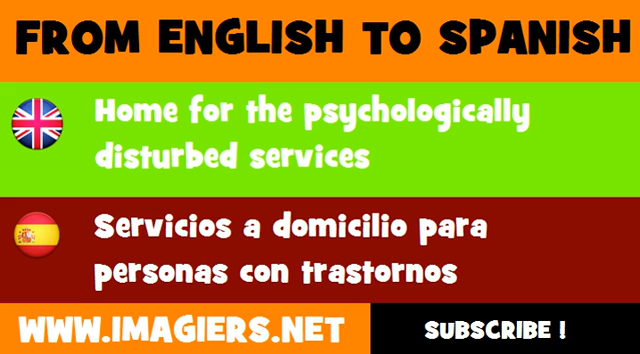 FROM ENGLISH TO SPANISH
Home for the psychologically
disturbed services
Servicios a domicilio para
personas con trastornos
WWW.IMAGIERS.NET
SUBSCRIBE !